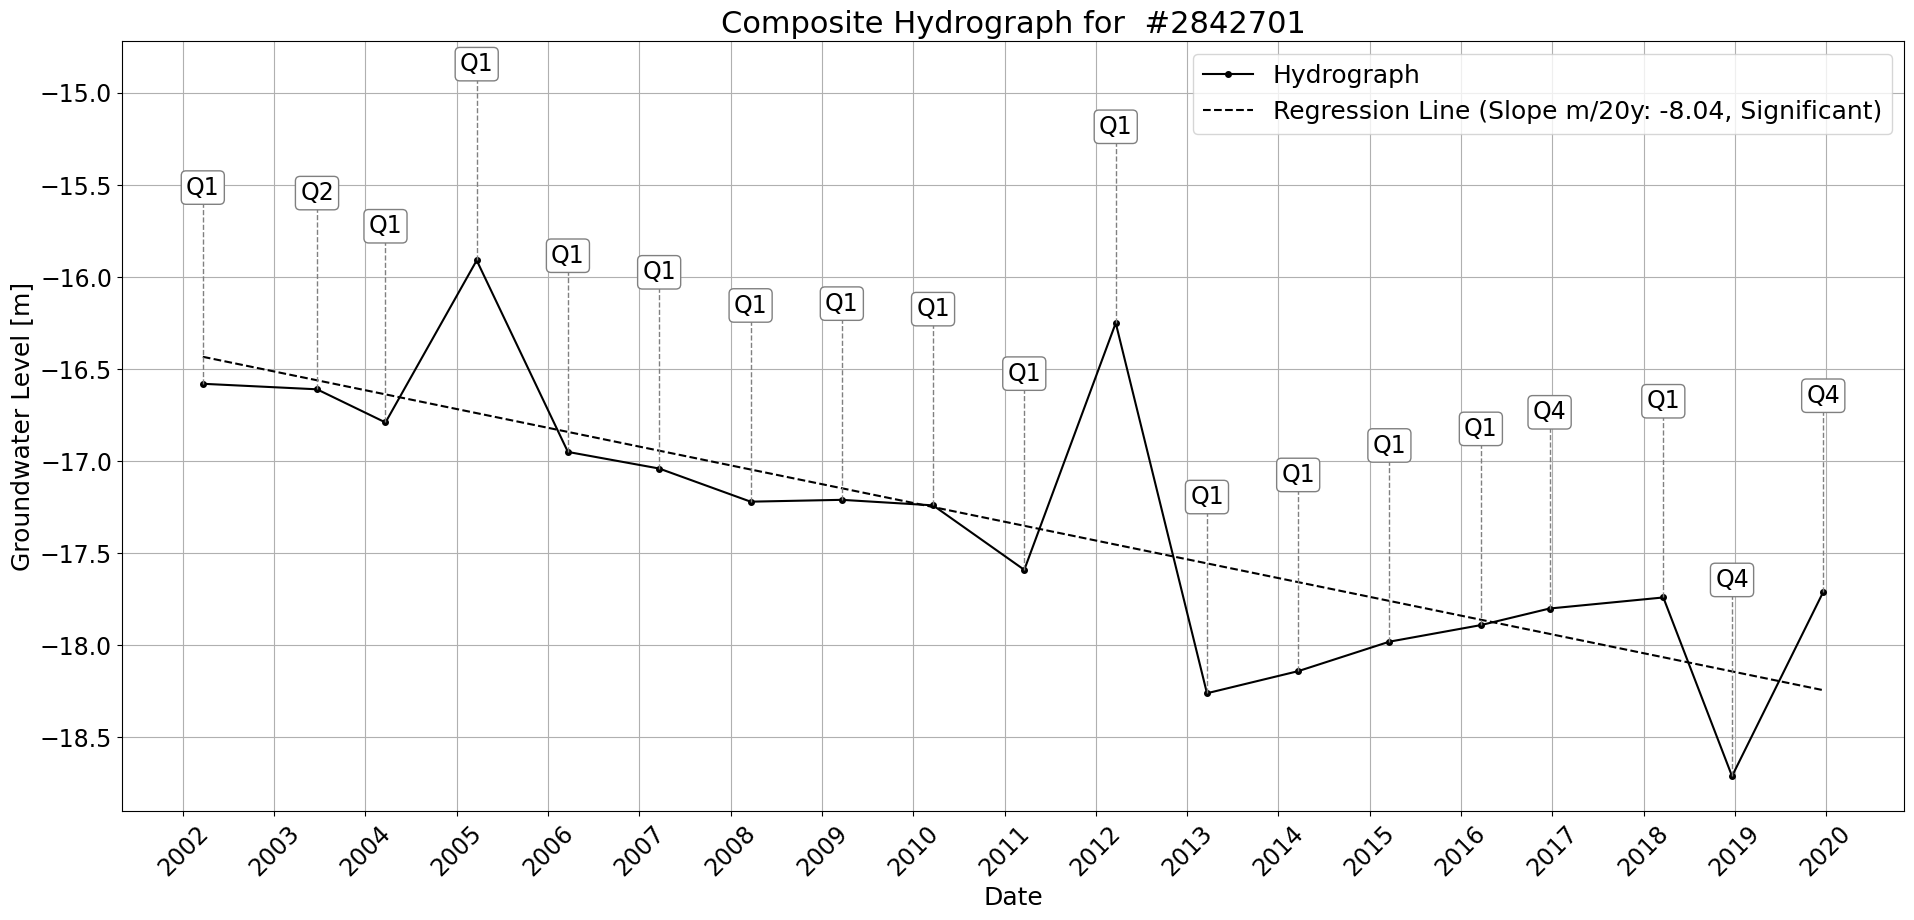 Composite Hydrograph for #2842701
Hydrograph
Regression Line (Slope m/20y: -8.04, Significant)
Groundwater Level [m]
−15.0
−15.5
−16.0
−16.5
−17.0
−17.5
−18.0
−18.5
Q1
Q2
Q1
Q1
Q1
Q1
Q1
Q1
Q1
Q1
Q1
Q1
Q1
Q1
Q1
Q4
Q1
Q4
Q4
2002
2003
2004
2005
2006
2007
2008
2009
2010
2011
2012
2013
2014
2015
2016
2017
2018
2019
2020
Date